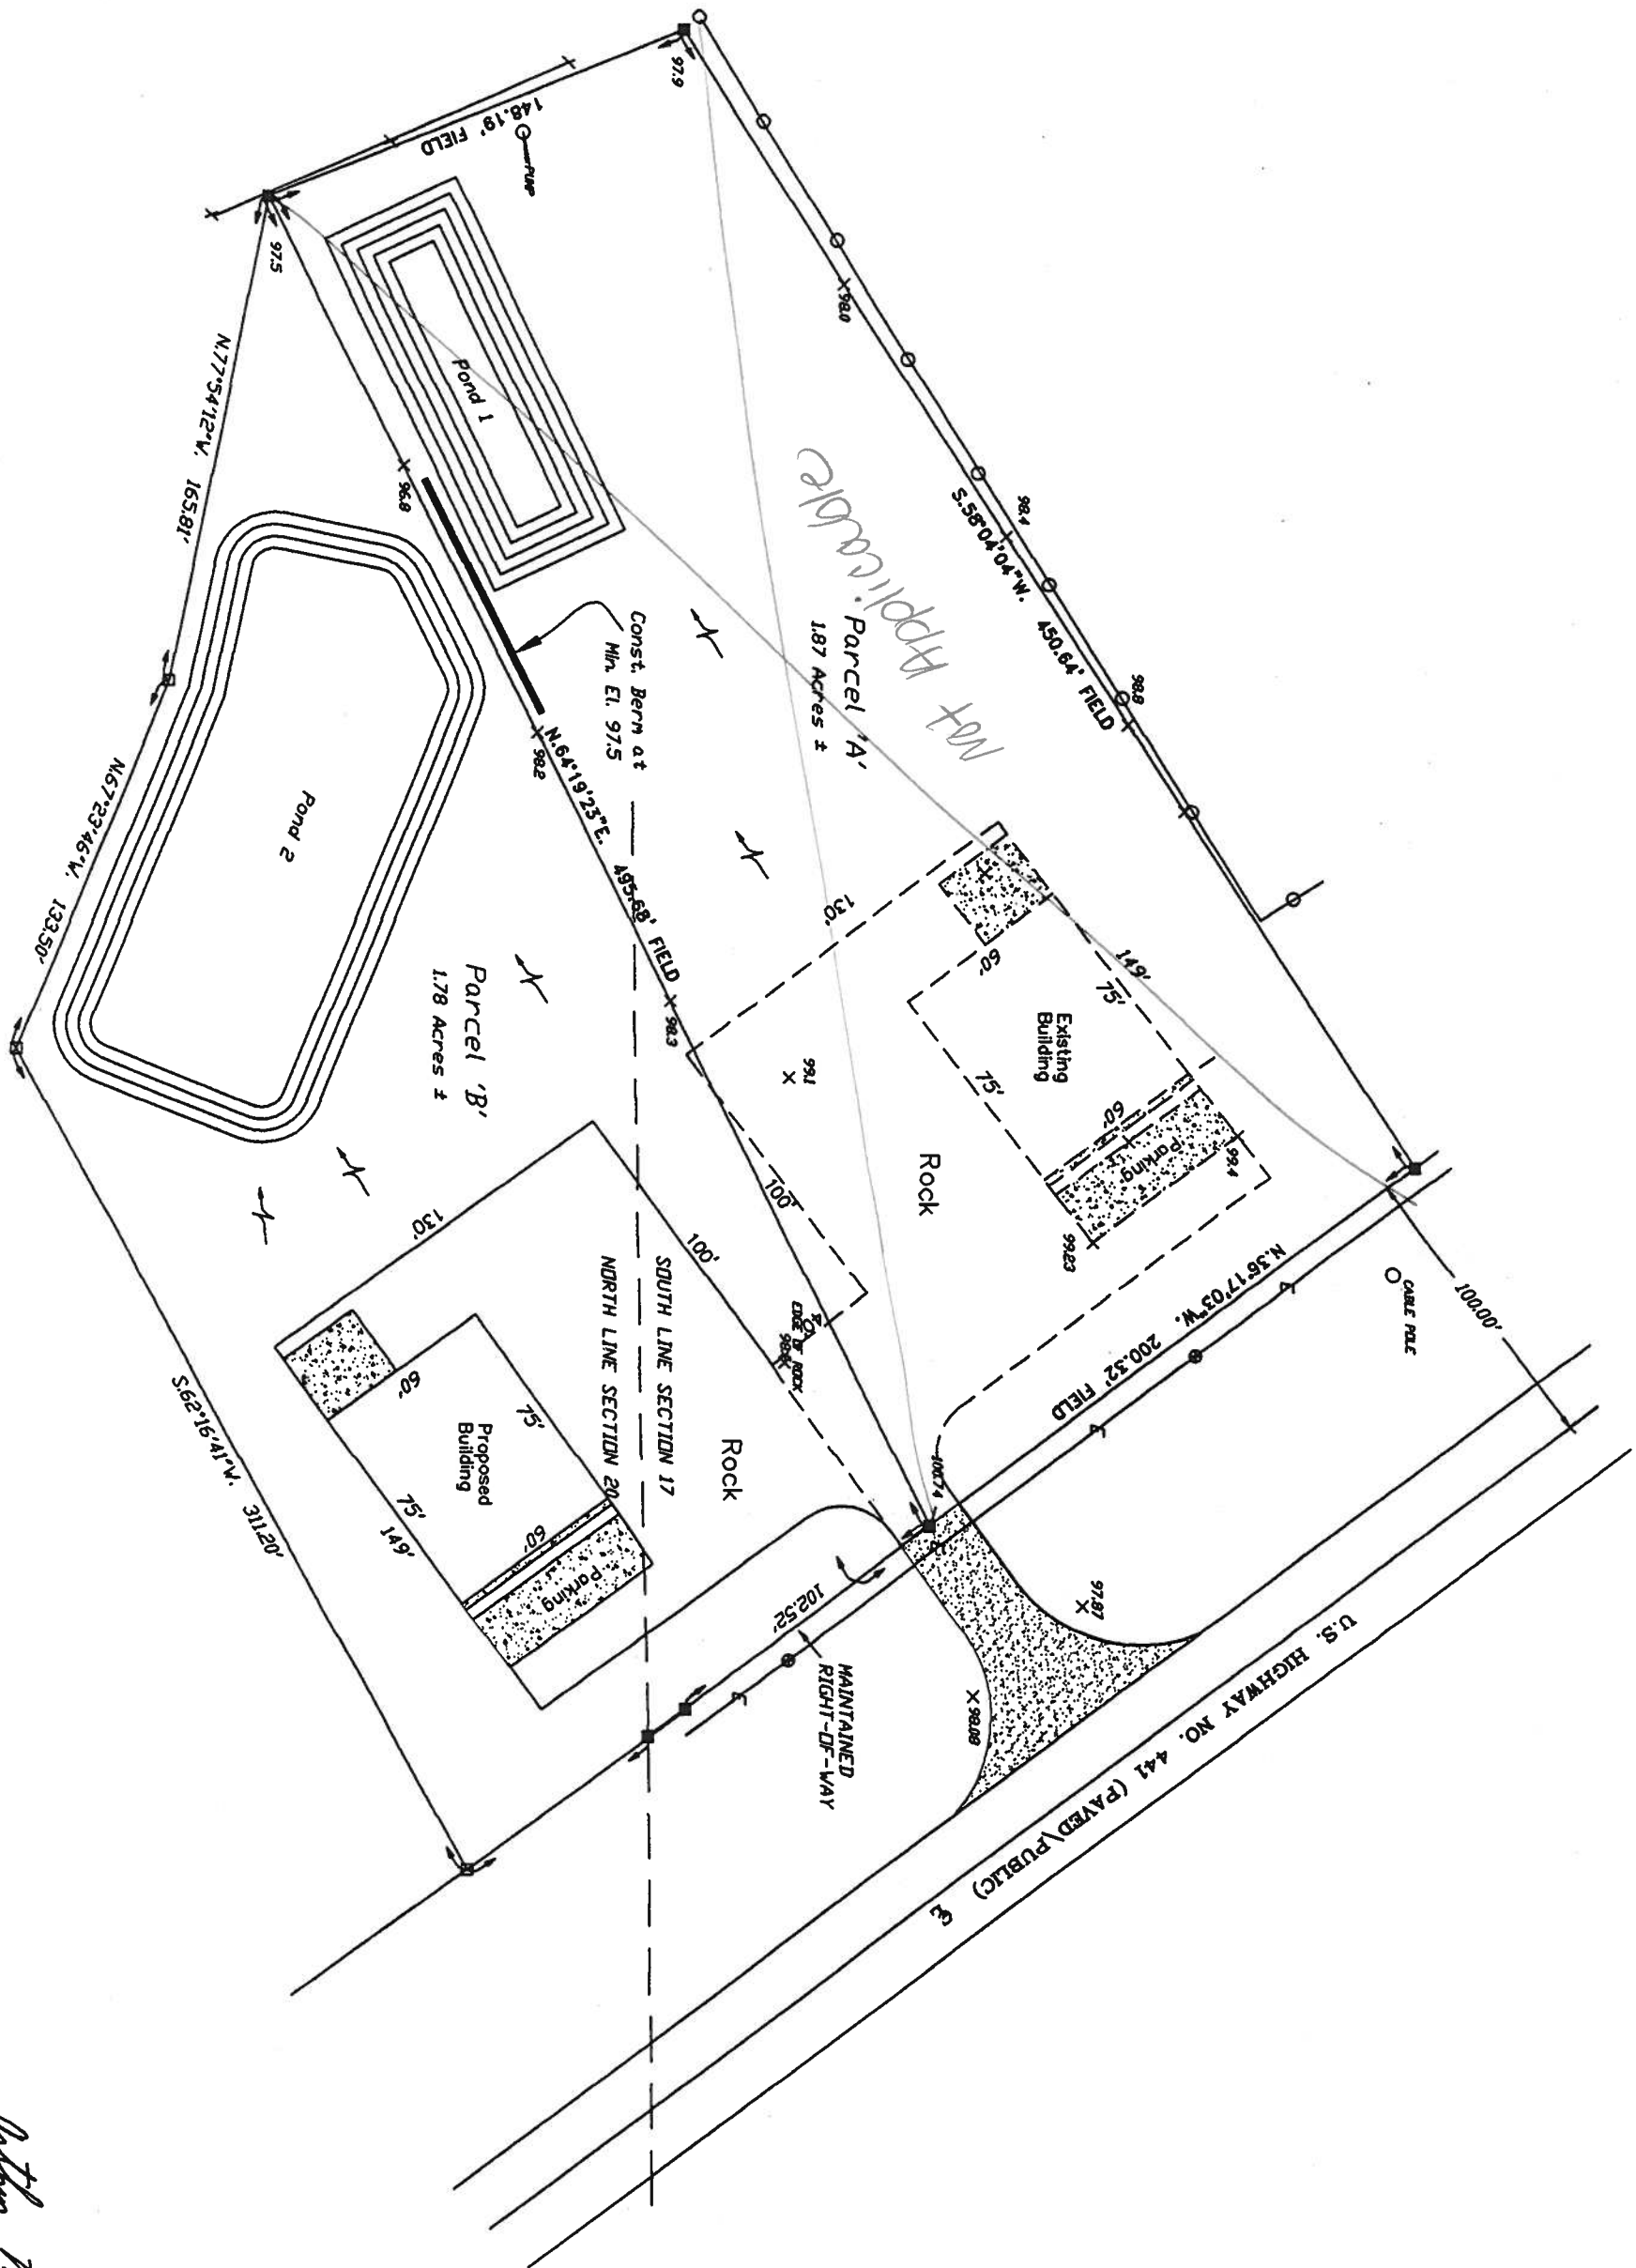 97.9
148.19' FIELD
PUMP
97.5
Pond 1
98.0
98.4
S.58°04'04"W. 450.64' FIELD
98.8
Not Applicable
Parcel 'A'
1.87 Acres ±
Const. Berm at
Min. El. 97.5
96.8
98.2
N.64°19'23"E. 495.68' FIELD
98.3
N.77°54'12"W. 165.81'
N.67°23'46"W. 133.50'
Pond 2
Parcel 'B'
1.78 Acres ±
130'
60'
149'
75'
Existing
Building
75'
60'
Parking
99.4
99.23
99.1
Rock
100'
100'
EDGE OF ROCK
N.36°17'03"W. 200.32' FIELD
CABLE POLE
100.00'
100.74
97.87
98.08
SOUTH LINE SECTION 17
NORTH LINE SECTION 20
Rock
130'
60'
75'
Proposed
Building
75'
149'
60'
Parking
S.62°16'41"W. 311.20'
102.52'
MAINTAINED
RIGHT-OF-WAY
U.S. HIGHWAY NO. 441 (PAVED\PUBLIC)